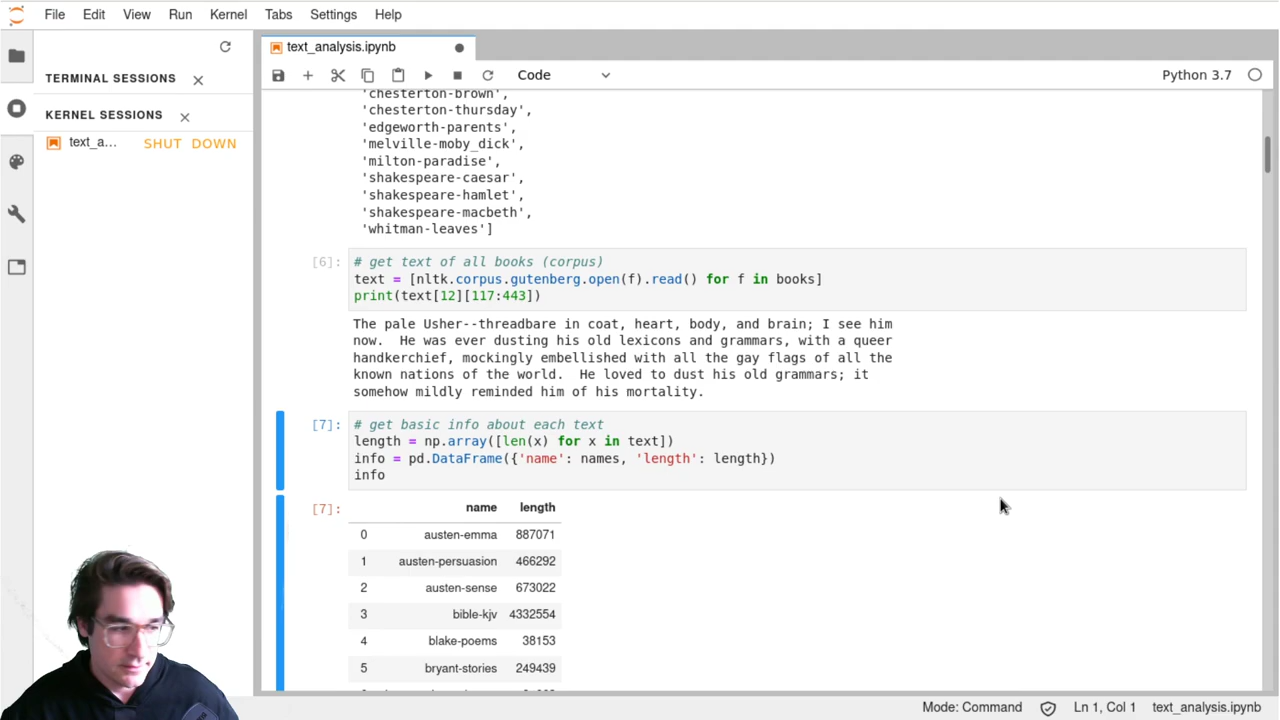 File Edit View Run Kernel Tabs Settings Help
TERMINAL SESSIONS
KERNEL SESSIONS
text_a... SHUT DOWN
text_analysis.ipynb
Code
Python 3.7
'chesterton-brown',
'chesterton-thursday',
'edgeworth-parents',
'melville-moby_dick',
'milton-paradise',
'shakespeare-caesar',
'shakespeare-hamlet',
'shakespeare-macbeth',
'whitman-leaves']
[6]: # get text of all books (corpus)
text = [nltk.corpus.gutenberg.open(f).read() for f in books]
print(text[12][117:443])
The pale Usher--threadbare in coat, heart, body, and brain; I see him
now.  He was ever dusting his old lexicons and grammars, with a queer
handkerchief, mockingly embellished with all the gay flags of all the
known nations of the world.  He loved to dust his old grammars; it
somehow mildly reminded him of his mortality.
[7]: # get basic info about each text
length = np.array([len(x) for x in text])
info = pd.DataFrame({'name': names, 'length': length})
info
[7]: name length
0 austen-emma 887071
1 austen-persuasion 466292
2 austen-sense 673022
3 bible-kjv 4332554
4 blake-poems 38153
5 bryant-stories 249439
Mode: Command Ln 1, Col 1 text_analysis.ipynb